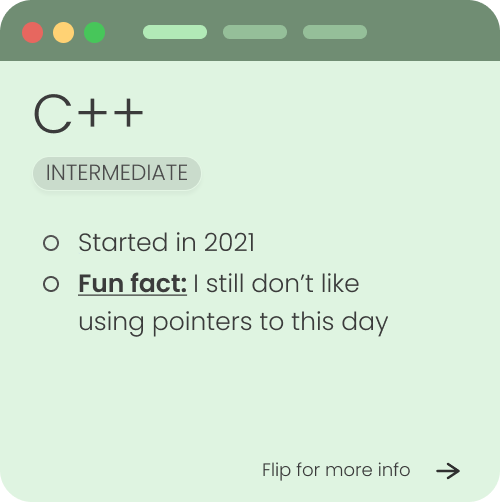 C++
INTERMEDIATE
Started in 2021
Fun fact: I still don't like
using pointers to this day
Flip for more info